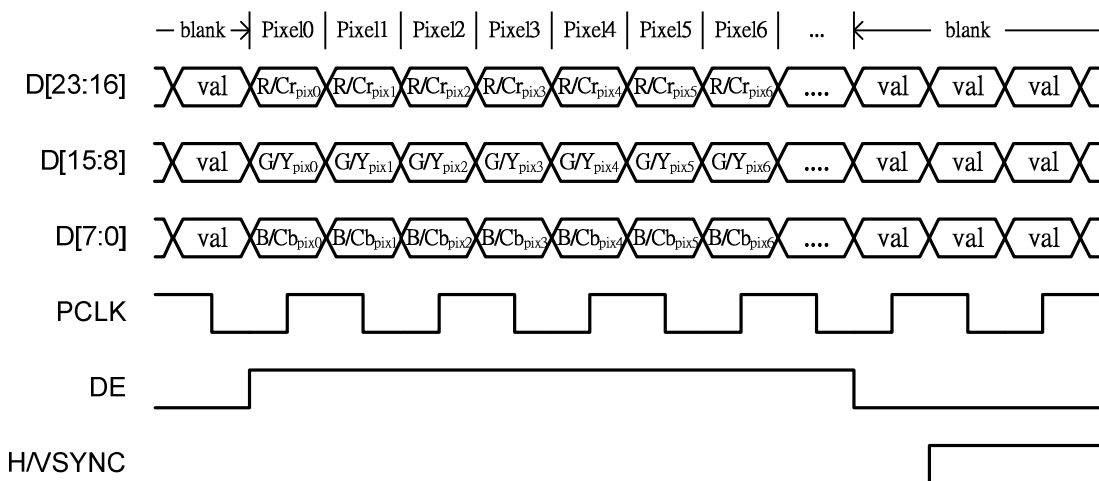 blank Pixel0 Pixel1 Pixel2 Pixel3 Pixel4 Pixel5 Pixel6 ... blank
D[23:16] val R/Crpix0 R/Crpix1 R/Crpix2 R/Crpix3 R/Crpix4 R/Crpix5 R/Crpix6 .... val val val
D[15:8] val G/Ypix0 G/Ypix1 G/Ypix2 G/Ypix3 G/Ypix4 G/Ypix5 G/Ypix6 .... val val val
D[7:0] val B/Cbpix0 B/Cbpix1 B/Cbpix2 B/Cbpix3 B/Cbpix4 B/Cbpix5 B/Cbpix6 .... val val val
PCLK
DE
H/VSYNC